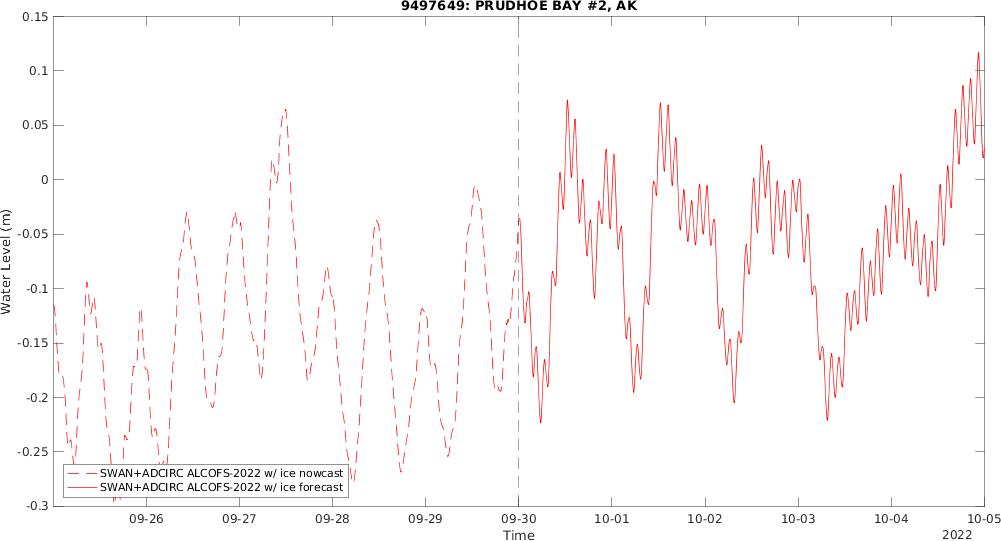 9497649: PRUDHOE BAY #2, AK
Water Level (m)
0.15
0.1
0.05
0
-0.05
-0.1
-0.15
-0.2
-0.25
-0.3
SWAN+ADCIRC ALCOFS-2022 w/ ice nowcast
SWAN+ADCIRC ALCOFS-2022 w/ ice forecast
09-26 09-27 09-28 09-29 09-30 10-01 10-02 10-03 10-04 10-05
Time
2022